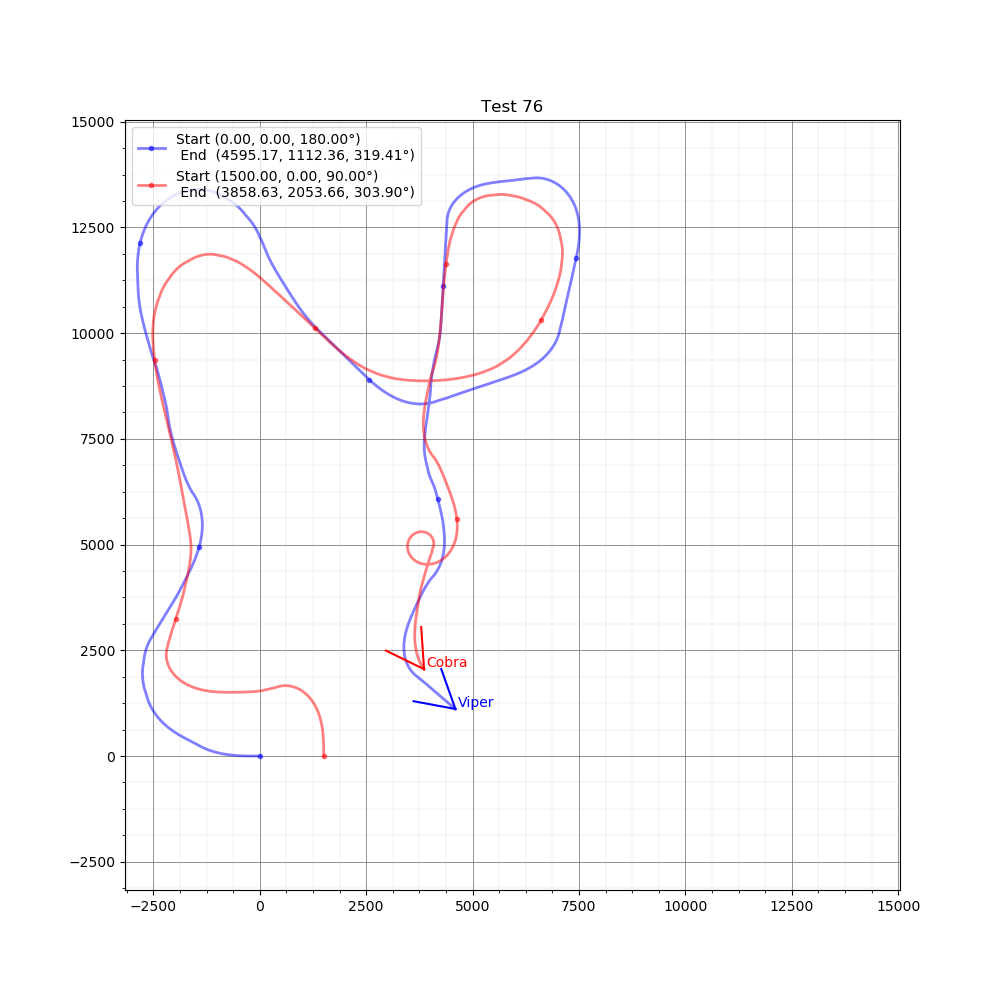 Test 76
15000
12500
10000
7500
5000
2500
0
−2500
Start (0.00, 0.00, 180.00°)
End (4595.17, 1112.36, 319.41°)
Start (1500.00, 0.00, 90.00°)
End (3858.63, 2053.66, 303.90°)
Cobra
Viper
−2500 0 2500 5000 7500 10000 12500 15000